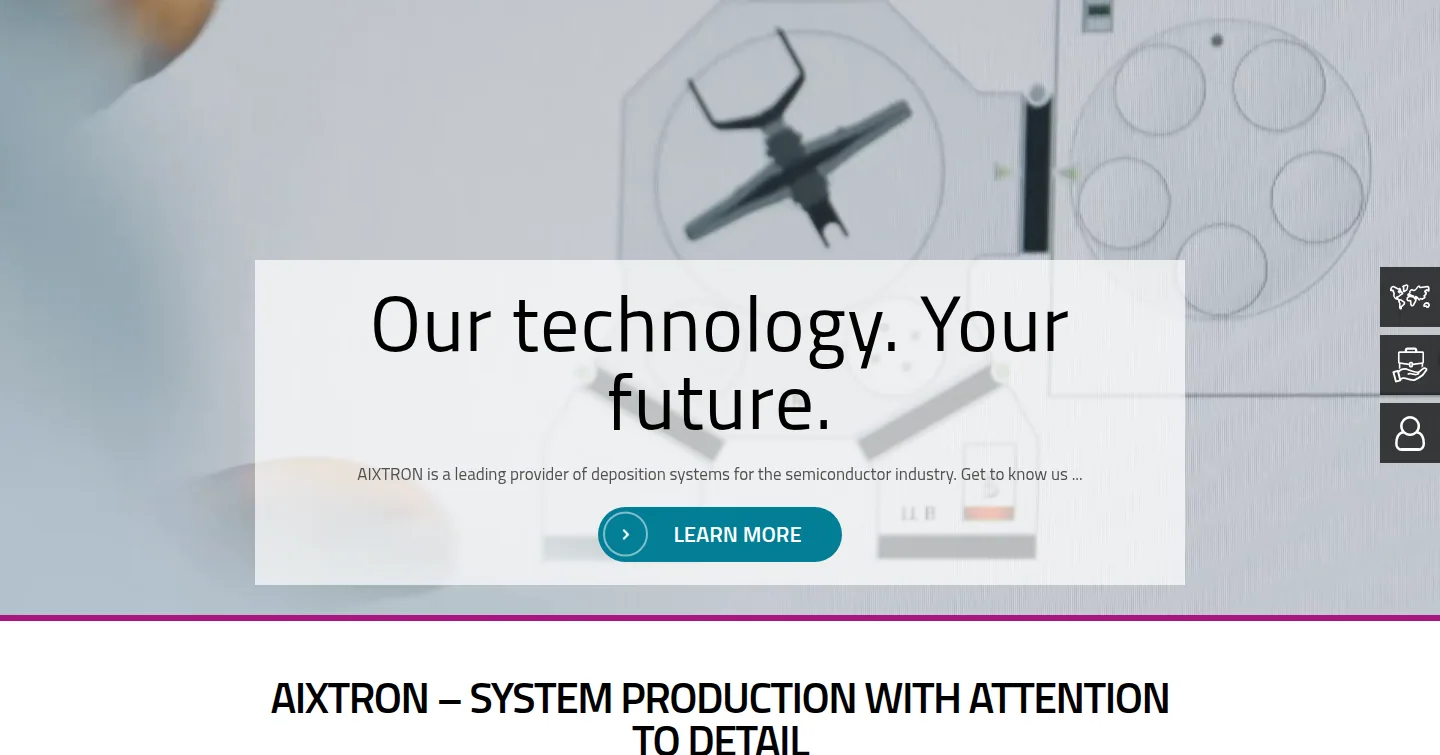 Our technology. Your
future.
AIXTRON is a leading provider of deposition systems for the semiconductor industry. Get to know us ...
LEARN MORE
AIXTRON – SYSTEM PRODUCTION WITH ATTENTION
TO DETAIL